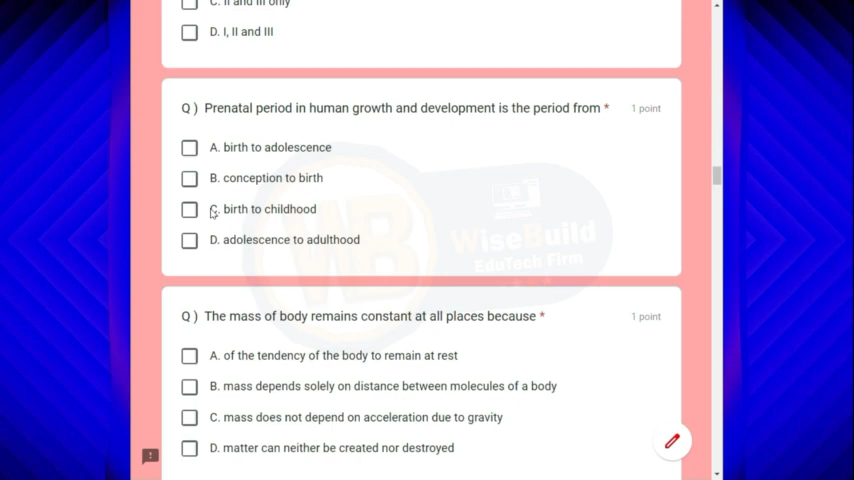 C. II and III only
D. I, II and III
Q ) Prenatal period in human growth and development is the period from *
1 point
A. birth to adolescence
B. conception to birth
C. birth to childhood
D. adolescence to adulthood
WiseBuild
EduTech Firm
Q ) The mass of body remains constant at all places because *
1 point
A. of the tendency of the body to remain at rest
B. mass depends solely on distance between molecules of a body
C. mass does not depend on acceleration due to gravity
D. matter can neither be created nor destroyed